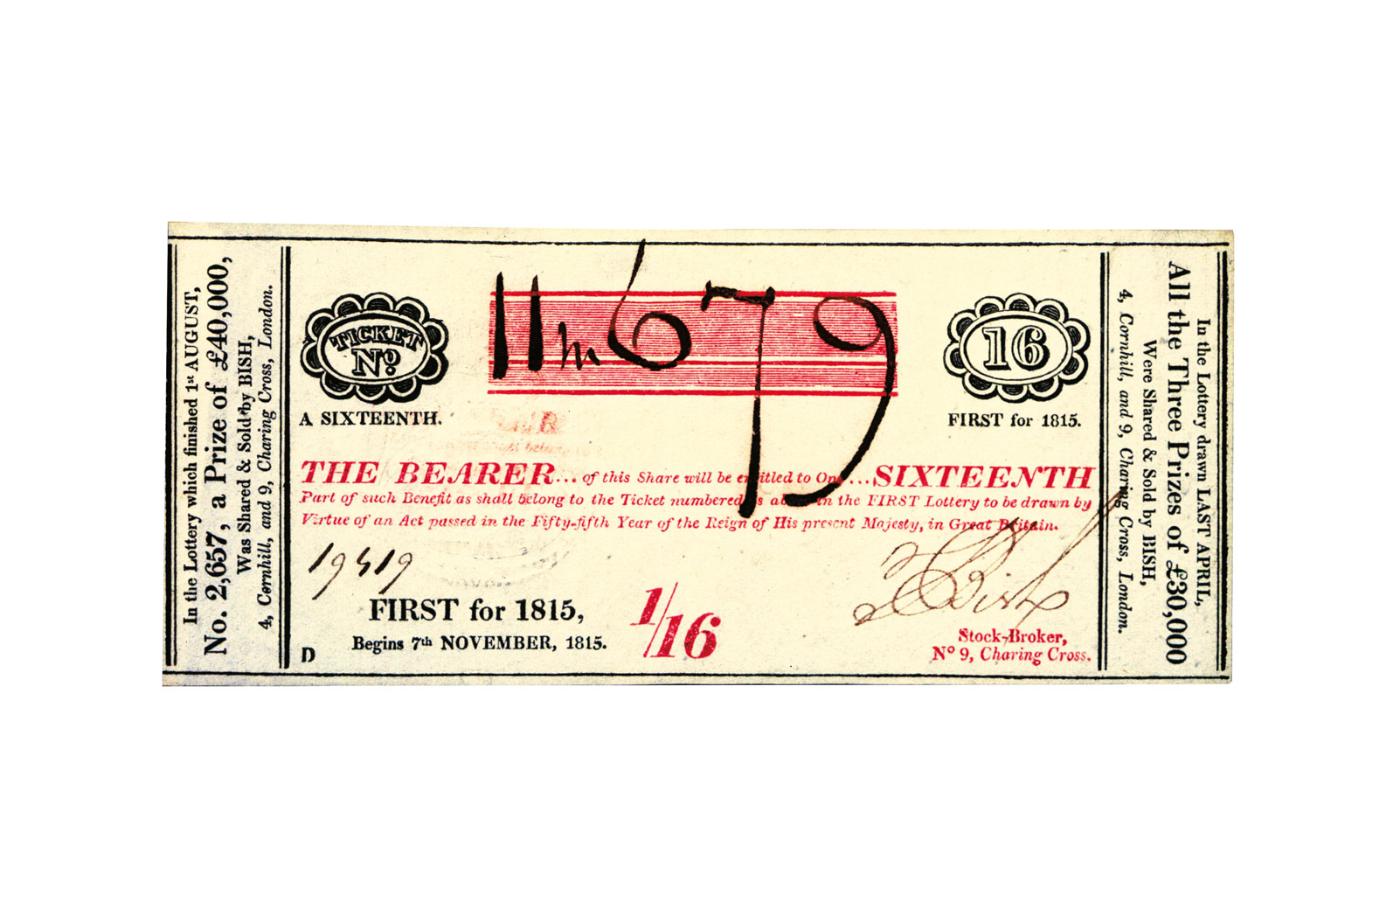 In the Lottery which finished 1st AUGUST,
No. 2,657, a Prize of £40,000,
Was Shared & Sold by BISH,
4, Cornhill, and 9, Charing Cross, London.
TICKET
No.
A SIXTEENTH.
11m679
16
FIRST for 1815.
THE BEARER... of this Share will be entitled to One ...SIXTEENTH
Part of such Benefit as shall belong to the Ticket numbered as above in the FIRST Lottery to be drawn by
Virtue of an Act passed in the Fifty-fifth Year of the Reign of His present Majesty, in Great Britain.
19419
FIRST for 1815,
Begins 7th NOVEMBER, 1815.
D
1/16
Bish
Stock-Broker,
No 9, Charing Cross.
In the Lottery drawn LAST APRIL,
All the Three Prizes of £30,000
Were Shared & Sold by BISH,
4, Cornhill, and 9, Charing Cross, London.